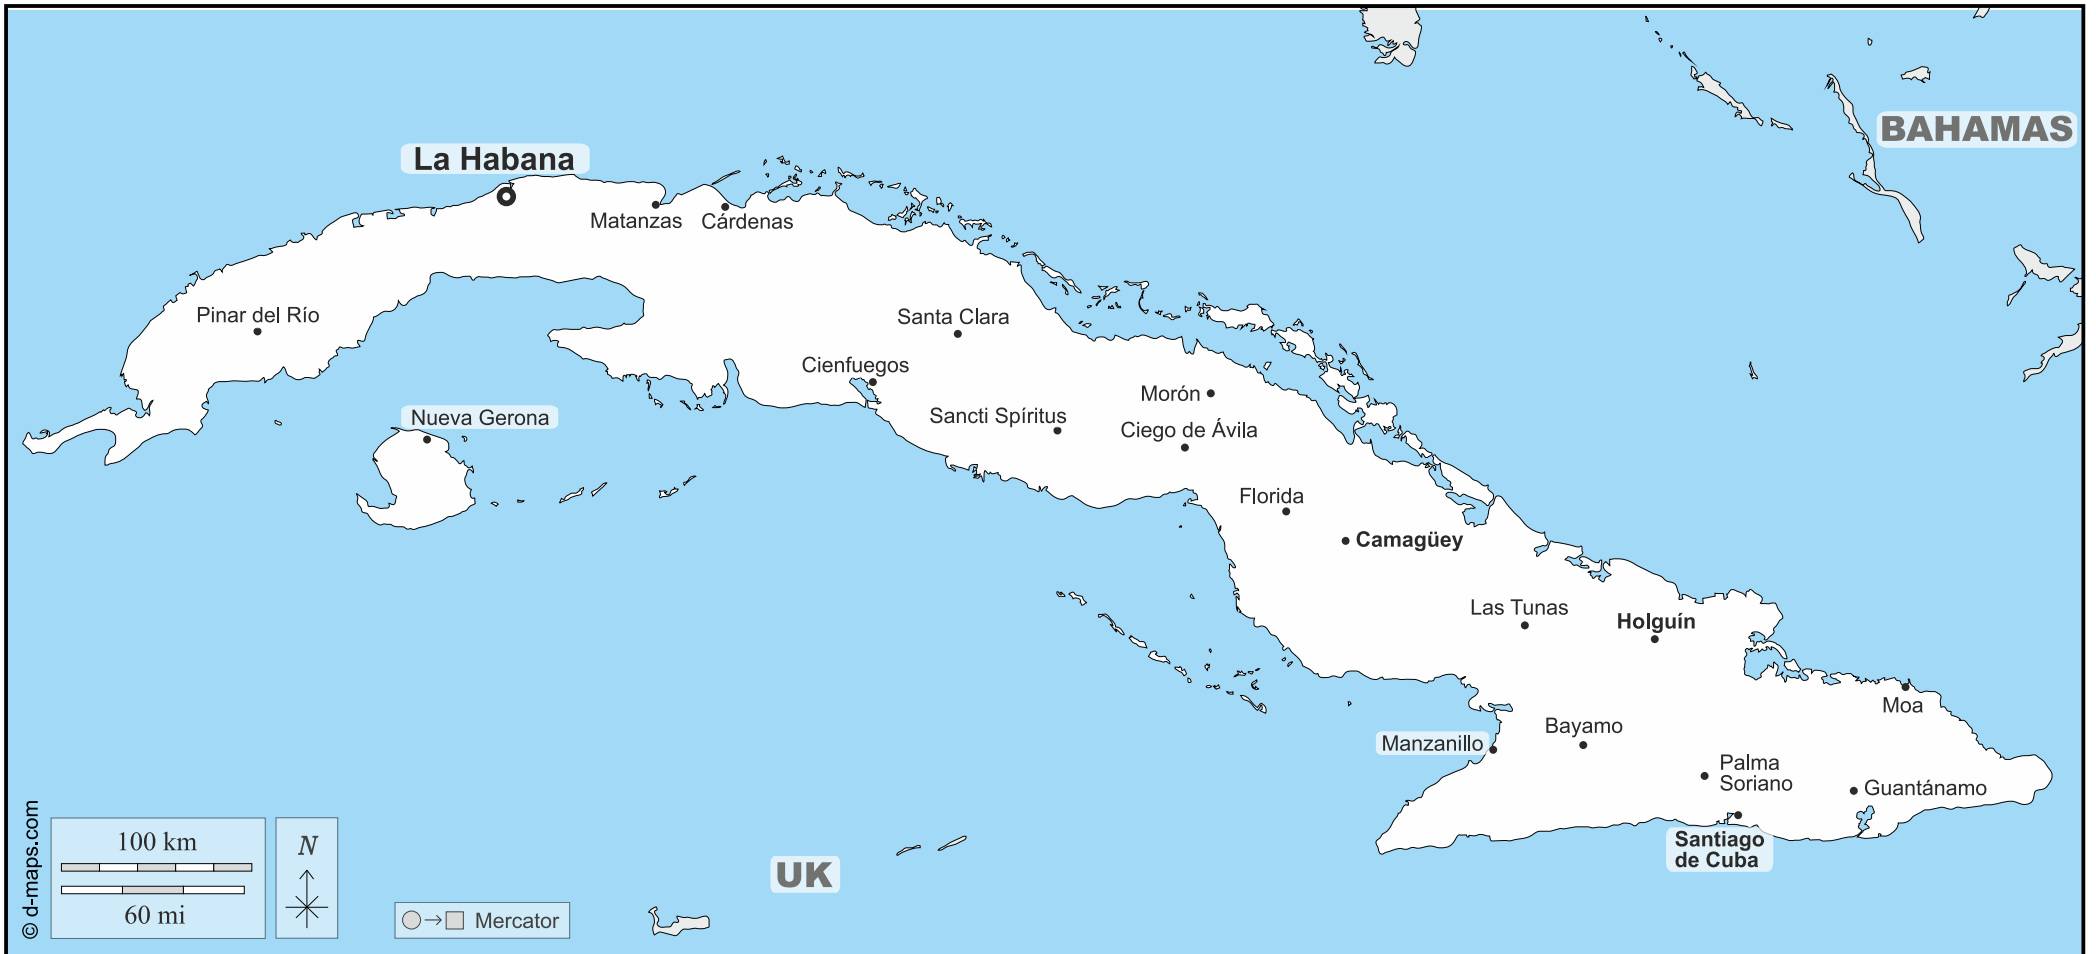 BAHAMAS
La Habana
Matanzas
Cárdenas
Pinar del Río
Santa Clara
Cienfuegos
Morón
Nueva Gerona
Sancti Spíritus
Ciego de Ávila
Florida
Camagüey
Las Tunas
Holguín
Moa
Bayamo
Manzanillo
Palma
Soriano
Guantánamo
Santiago
de Cuba
UK
© d-maps.com
100 km
60 mi
N
Mercator